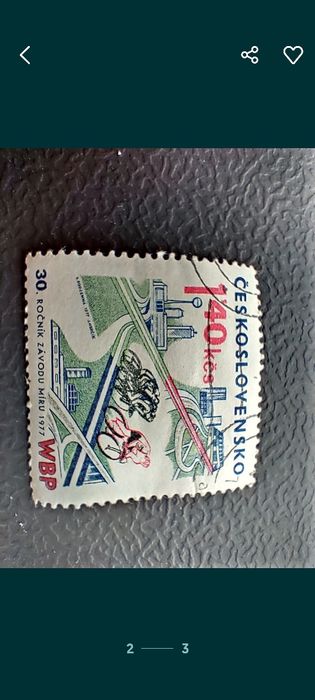 ČESKOSLOVENSKO
1'40 kčs
30. ROČNÍK ZÁVODU MÍRU 1977 WBP
2
3